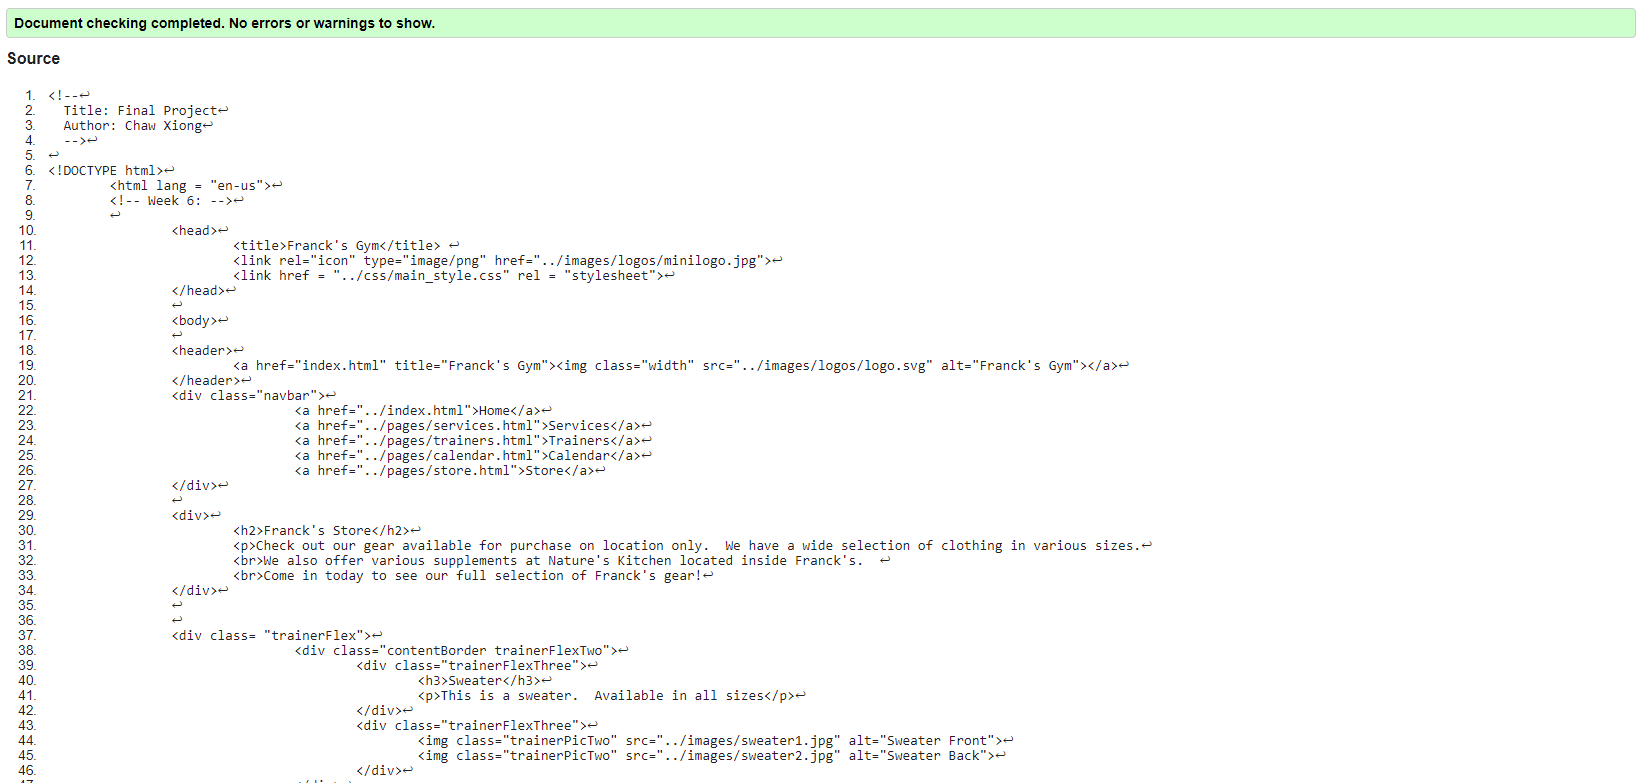 Document checking completed. No errors or warnings to show.
Source
1. <!--↩
2.   Title: Final Project↩
3.   Author: Chaw Xiong↩
4.   -->↩
5. ↩
6. <!DOCTYPE html>↩
7.         <html lang = "en-us">↩
8.         <!-- Week 6: -->↩
9.         ↩
10.                 <head>↩
11.                         <title>Franck's Gym</title> ↩
12.                         <link rel="icon" type="image/png" href="../images/logos/minilogo.jpg">↩
13.                         <link href = "../css/main_style.css" rel = "stylesheet">↩
14.                 </head>↩
15.                 ↩
16.                 <body>↩
17.                 ↩
18.                 <header>↩
19.                         <a href="index.html" title="Franck's Gym"><img class="width" src="../images/logos/logo.svg" alt="Franck's Gym"></a>↩
20.                 </header>↩
21.                 <div class="navbar">↩
22.                                 <a href="../index.html">Home</a>↩
23.                                 <a href="../pages/services.html">Services</a>↩
24.                                 <a href="../pages/trainers.html">Trainers</a>↩
25.                                 <a href="../pages/calendar.html">Calendar</a>↩
26.                                 <a href="../pages/store.html">Store</a>↩
27.                 </div>↩
28.                 ↩
29.                 <div>↩
30.                         <h2>Franck's Store</h2>↩
31.                         <p>Check out our gear available for purchase on location only.  We have a wide selection of clothing in various sizes.↩
32.                         <br>We also offer various supplements at Nature's Kitchen located inside Franck's.  ↩
33.                         <br>Come in today to see our full selection of Franck's gear!↩
34.                 </div>↩
35.                 ↩
36.                 ↩
37.                 <div class= "trainerFlex">↩
38.                                 <div class="contentBorder trainerFlexTwo">↩
39.                                         <div class="trainerFlexThree">↩
40.                                                 <h3>Sweater</h3>↩
41.                                                 <p>This is a sweater.  Available in all sizes</p>↩
42.                                         </div>↩
43.                                         <div class="trainerFlexThree">↩
44.                                                 <img class="trainerPicTwo" src="../images/sweater1.jpg" alt="Sweater Front">↩
45.                                                 <img class="trainerPicTwo" src="../images/sweater2.jpg" alt="Sweater Back">↩
46.                                         </div>↩